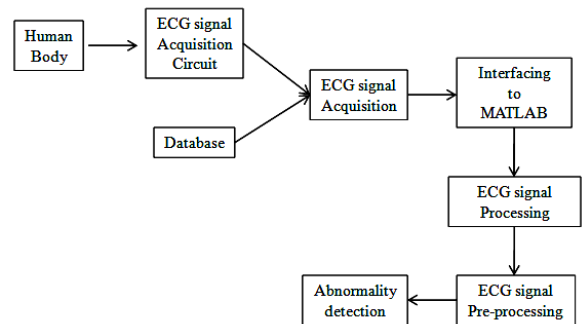 Human
Body
ECG signal
Acquisition
Circuit
Database
ECG signal
Acquisition
Interfacing
to
MATLAB
ECG signal
Processing
ECG signal
Pre-processing
Abnormality
detection